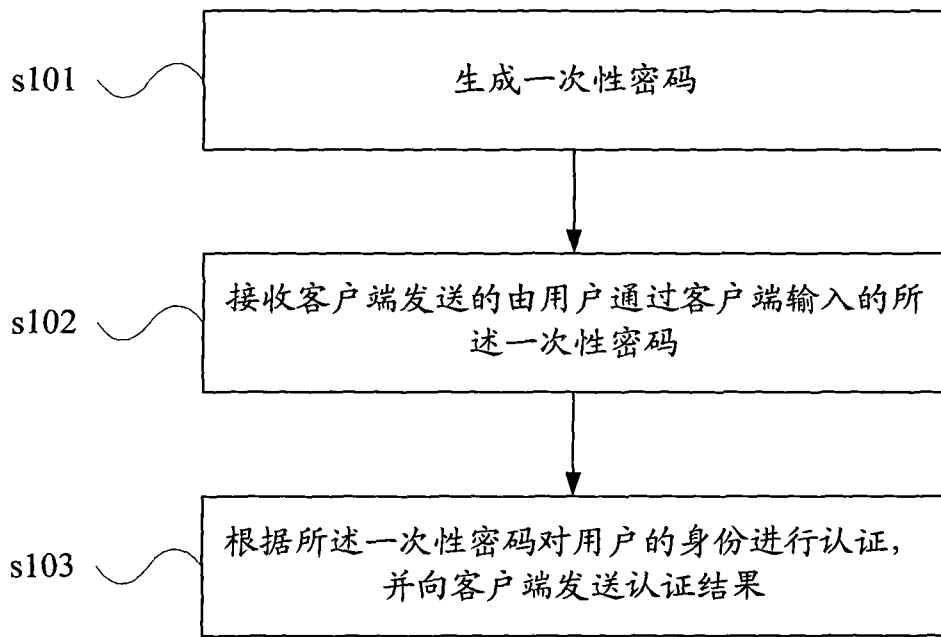 s101
生成一次性密码
s102
接收客户端发送的由用户通过客户端输入的所
述一次性密码
s103
根据所述一次性密码对用户的身份进行认证,
并向客户端发送认证结果